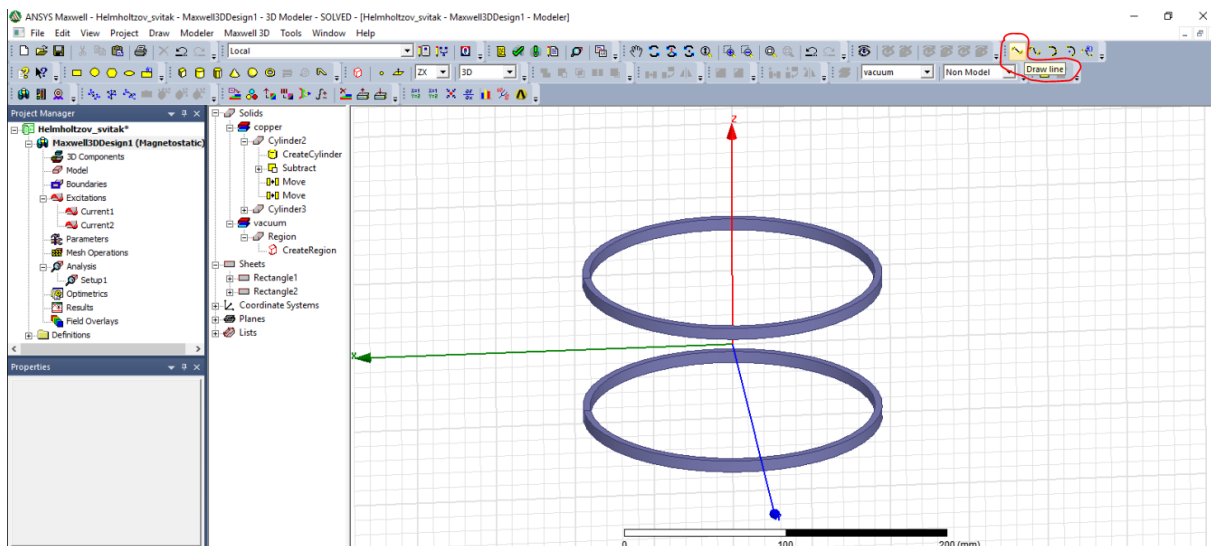 ANSYS Maxwell - Helmholtzov_svitak - Maxwell3DDesign1 - 3D Modeler - SOLVED - [Helmholtzov_svitak - Maxwell3DDesign1 - Modeler]
File Edit View Project Draw Modeler Maxwell 3D Tools Window Help
Local
ZX
3D
vacuum
Non Model
Draw line
Project Manager
Helmholtzov_svitak*
Maxwell3DDesign1 (Magnetostatic)
3D Components
Model
Boundaries
Excitations
Current1
Current2
Parameters
Mesh Operations
Analysis
Setup1
Optimetrics
Results
Field Overlays
Definitions
Properties
Solids
copper
Cylinder2
CreateCylinder
Subtract
Move
Move
Cylinder3
vacuum
Region
CreateRegion
Sheets
Rectangle1
Rectangle2
Coordinate Systems
Planes
Lists
Z
X
0 100 200 (mm)